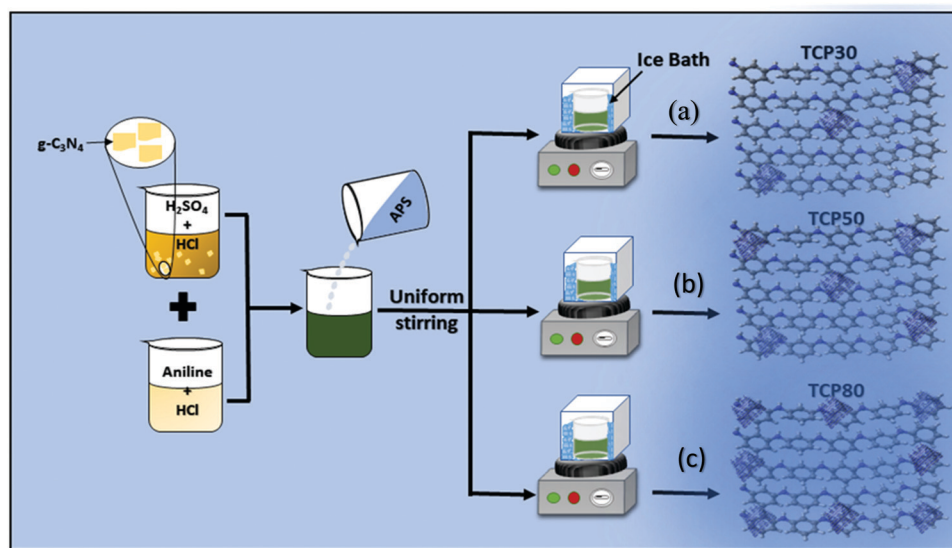 g-C₃N₄
H₂SO₄
+
HCl
Aniline
+
HCl
APS
Uniform
stirring
Ice Bath
(a)
TCP30
(b)
TCP50
(c)
TCP80